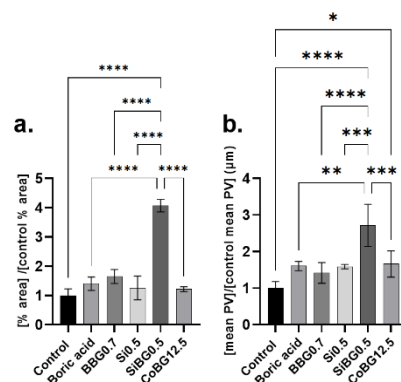 a.
****
****
****
**** ****
[% area]/[control % area]
5
4
3
2
1
0
Control
Boric acid
BBG0.7
Si0.5
SiBG0.5
CoBG12.5
b.
*
****
****
***
** ***
[mean PV]/[control mean PV] (µm)
4
3
2
1
0
Control
Boric acid
BBG0.7
Si0.5
SiBG0.5
CoBG12.5